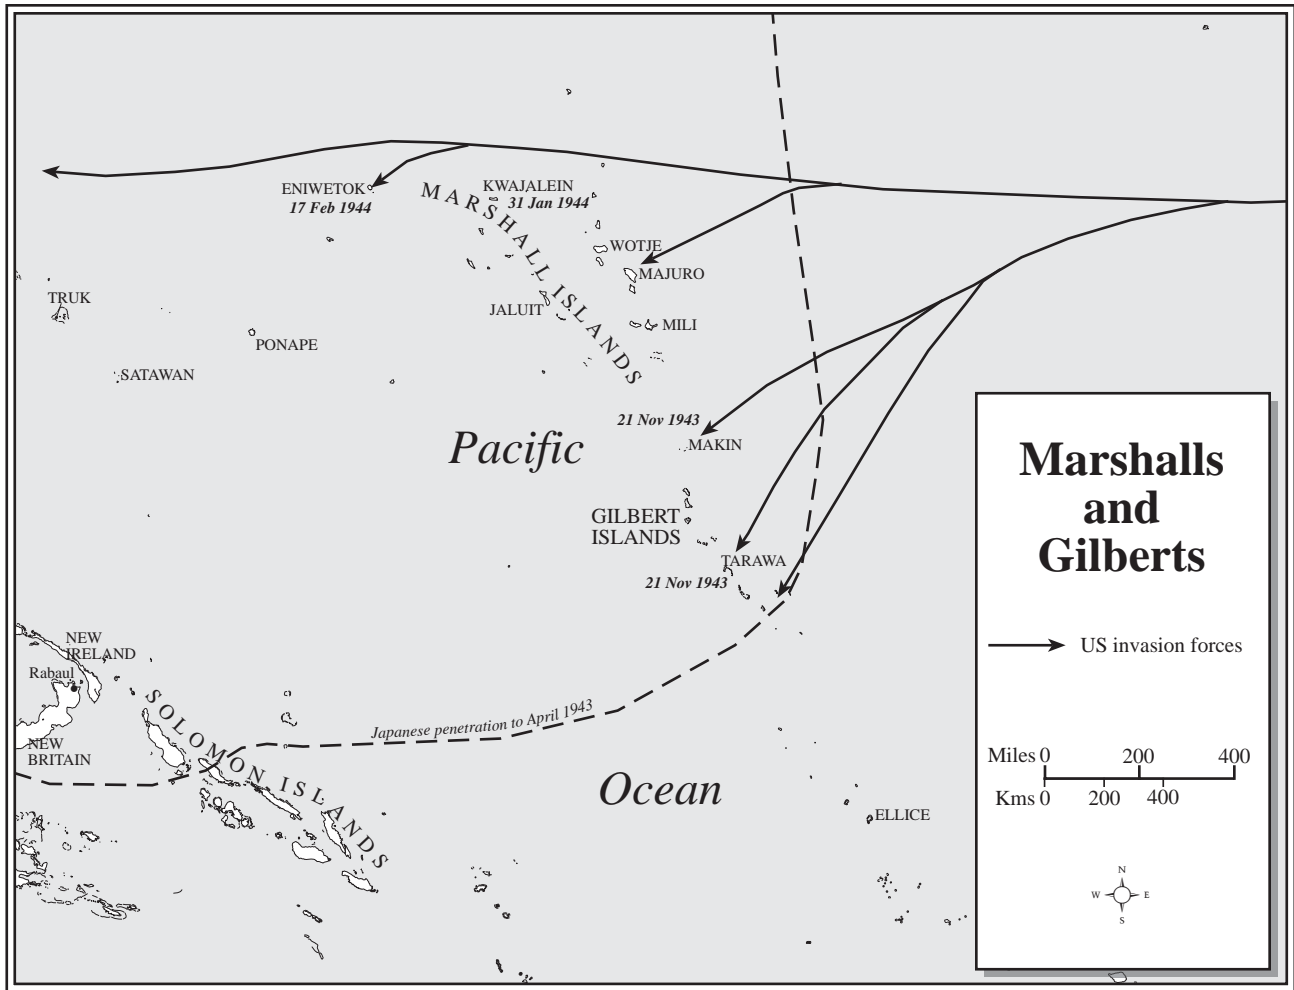 ENIWETOK
17 Feb 1944
KWAJALEIN
31 Jan 1944
MARSHALL ISLANDS
WOTJE
MAJURO
TRUK
JALUIT
MILI
PONAPE
SATAWAN
21 Nov 1943
MAKIN
Pacific
GILBERT
ISLANDS
TARAWA
21 Nov 1943
NEW
IRELAND
Rabaul
SOLOMON ISLANDS
NEW
BRITAIN
Japanese penetration to April 1943
Ocean
ELLICE
Marshalls
and
Gilberts
US invasion forces
Miles 0 200 400
Kms 0 200 400
N
W E
S